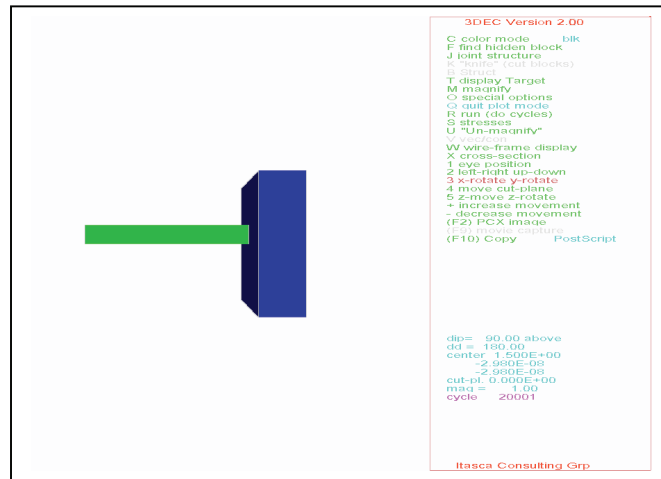 3DEC Version 2.00
C color mode blk
F find hidden block
J joint structure
K "knife" (cut blocks)
B Struct
T display Target
M magnify
O special options
Q quit plot mode
R run (do cycles)
S stresses
U "Un-magnify"
V vec/con
W wire-frame display
X cross-section
1 eye position
2 left-right up-down
3 x-rotate y-rotate
4 move cut-plane
5 z-move z-rotate
+ increase movement
- decrease movement
(F2) PCX image
(F9) movie capture
(F10) Copy PostScript
dip= 90.00 above
dd = 180.00
center 1.500E+00
-2.980E-08
-2.980E-08
cut-pl. 0.000E+00
mag = 1.00
cycle 20001
Itasca Consulting Grp